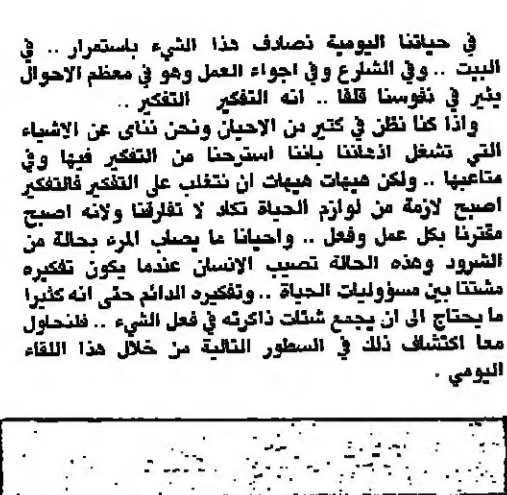 في حياتنا اليومية نصادف هذا الشيء باستمرار .. في
البيت .. وفي الشارع وفي اجواء العمل وهو في معظم الاحوال
يثير في نفوسنا قلقا .. انه التفكير التفكير ..
واذا كنا نظن في كثير من الاحيان ونحن ننأى عن الاشياء
التي تشغل اذهاننا باننا استرحنا من التفكير فيها وفي
متاعبها .. ولكن هيهات هيهات ان نتغلب على التفكير فالتفكير
اصبح لازمة من لوازم الحياة تكاد لا تفارقنا ولانه اصبح
مقترنا بكل عمل وفعل .. واحيانا ما يصاب المرء بحالة من
الشرود وهذه الحالة تصيب الانسان عندما يكون تفكيره
مشتتا بين مسؤوليات الحياة .. وتفكيره الدائم حتى انه كثيرا
ما يحتاج الى ان يجمع شتات ذاكرته في فعل الشيء .. فلنحاول
معا اكتشاف ذلك في السطور التالية من خلال هذا اللقاء
اليومي .